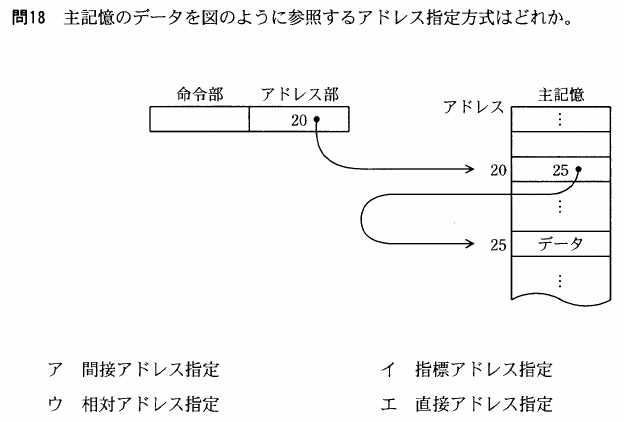 問18 主記憶のデータを図のように参照するアドレス指定方式はどれか。
命令部 アドレス部
20
アドレス 主記憶
⋮
20 25
⋮
25 データ
⋮
ア 間接アドレス指定 イ 指標アドレス指定
ウ 相対アドレス指定 エ 直接アドレス指定